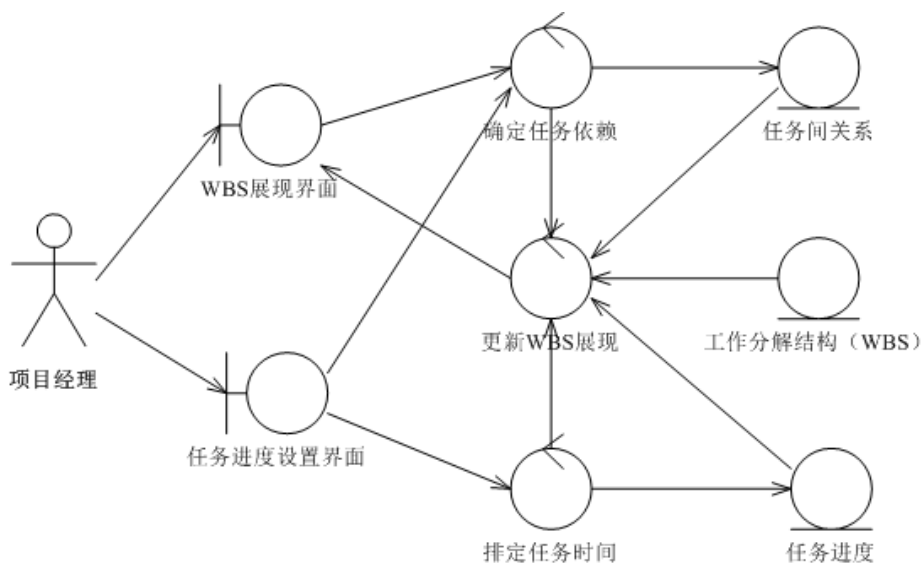 确定任务依赖
任务间关系
WBS展现界面
更新WBS展现
工作分解结构（WBS）
项目经理
任务进度设置界面
排定任务时间
任务进度